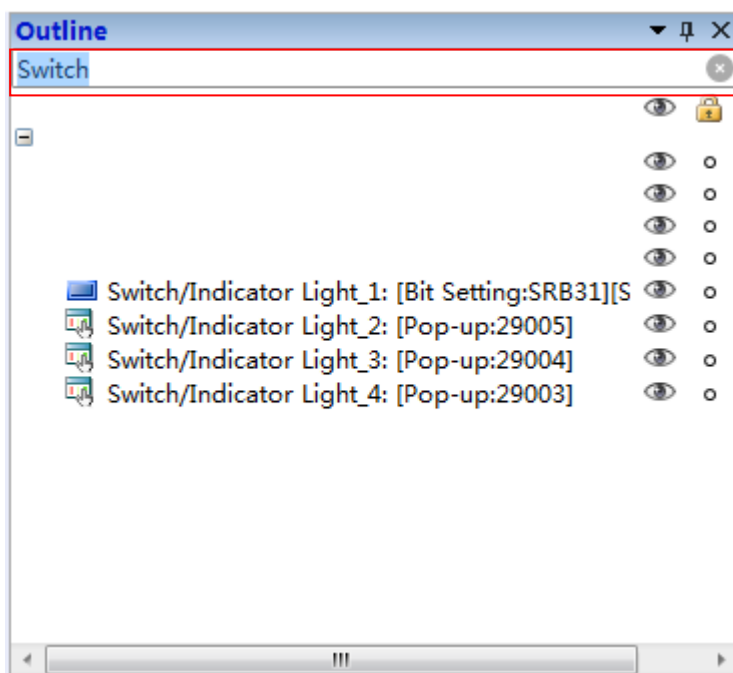 Outline
Switch
Switch/Indicator Light_1: [Bit Setting:SRB31][S
Switch/Indicator Light_2: [Pop-up:29005]
Switch/Indicator Light_3: [Pop-up:29004]
Switch/Indicator Light_4: [Pop-up:29003]